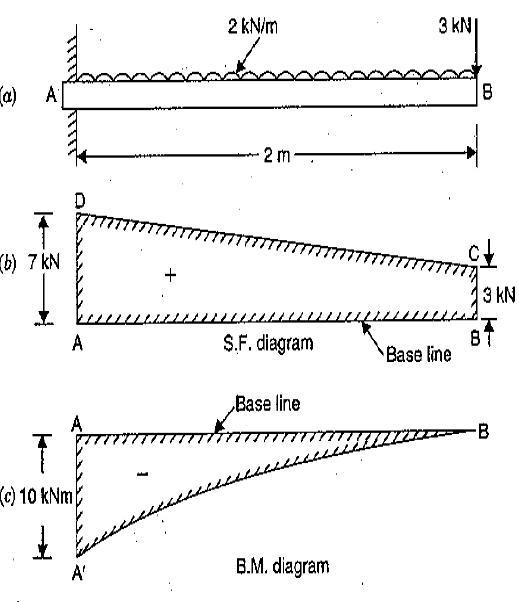 2 kN/m 3 kN
(a) A B
2 m
D
(b) 7 kN + C
3 kN
A S.F. diagram B
Base line
Base line
A B
(c) 10 kNm –
A' B.M. diagram